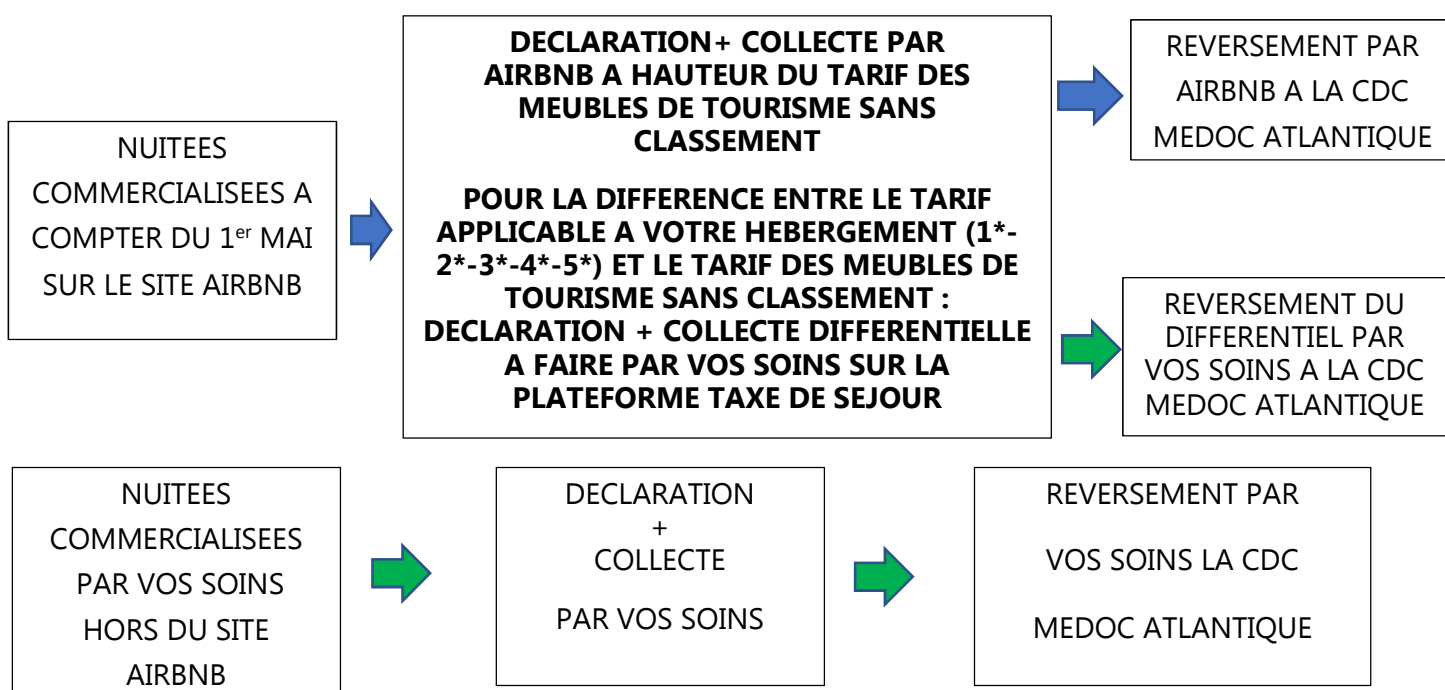 NUITEES
COMMERCIALISEES A
COMPTER DU 1er MAI
SUR LE SITE AIRBNB
DECLARATION+ COLLECTE PAR
AIRBNB A HAUTEUR DU TARIF DES
MEUBLES DE TOURISME SANS
CLASSEMENT
POUR LA DIFFERENCE ENTRE LE TARIF
APPLICABLE A VOTRE HEBERGEMENT (1*-
2*-3*-4*-5*) ET LE TARIF DES MEUBLES DE
TOURISME SANS CLASSEMENT :
DECLARATION + COLLECTE DIFFERENTIELLE
A FAIRE PAR VOS SOINS SUR LA
PLATEFORME TAXE DE SEJOUR
REVERSEMENT PAR
AIRBNB A LA CDC
MEDOC ATLANTIQUE
REVERSEMENT DU
DIFFERENTIEL PAR
VOS SOINS A LA CDC
MEDOC ATLANTIQUE
NUITEES
COMMERCIALISEES
PAR VOS SOINS
HORS DU SITE
AIRBNB
DECLARATION
+
COLLECTE
PAR VOS SOINS
REVERSEMENT PAR
VOS SOINS LA CDC
MEDOC ATLANTIQUE